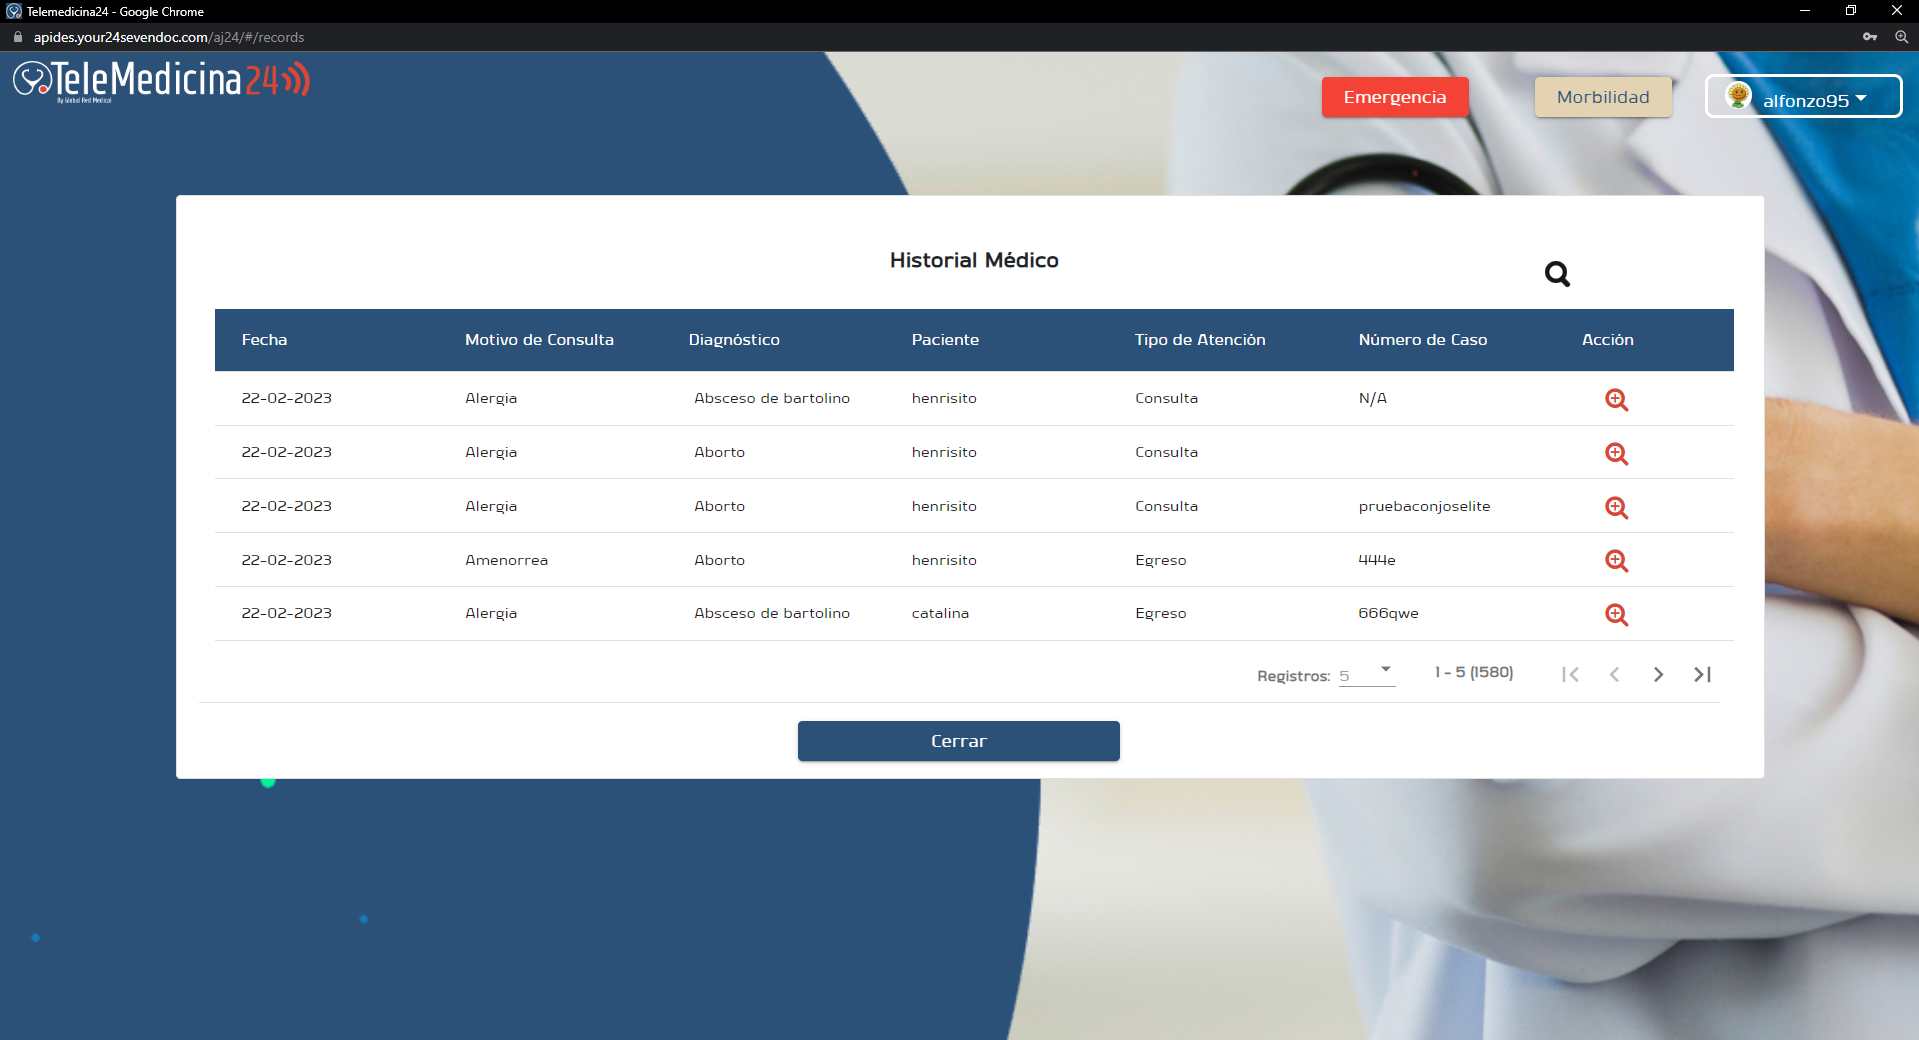 Telemedicina24 - Google Chrome
apides.your24sevendoc.com/aj24/#/records
TeleMedicina24
By Global Red Medical
Emergencia
Morbilidad
alfonzo95
Historial Médico
Fecha Motivo de Consulta Diagnóstico Paciente Tipo de Atención Número de Caso Acción
22-02-2023 Alergia Absceso de bartolino henrisito Consulta N/A
22-02-2023 Alergia Aborto henrisito Consulta
22-02-2023 Alergia Aborto henrisito Consulta pruebaconjoselite
22-02-2023 Amenorrea Aborto henrisito Egreso 444e
22-02-2023 Alergia Absceso de bartolino catalina Egreso 666qwe
Registros: 5 1 - 5 (1580)
Cerrar